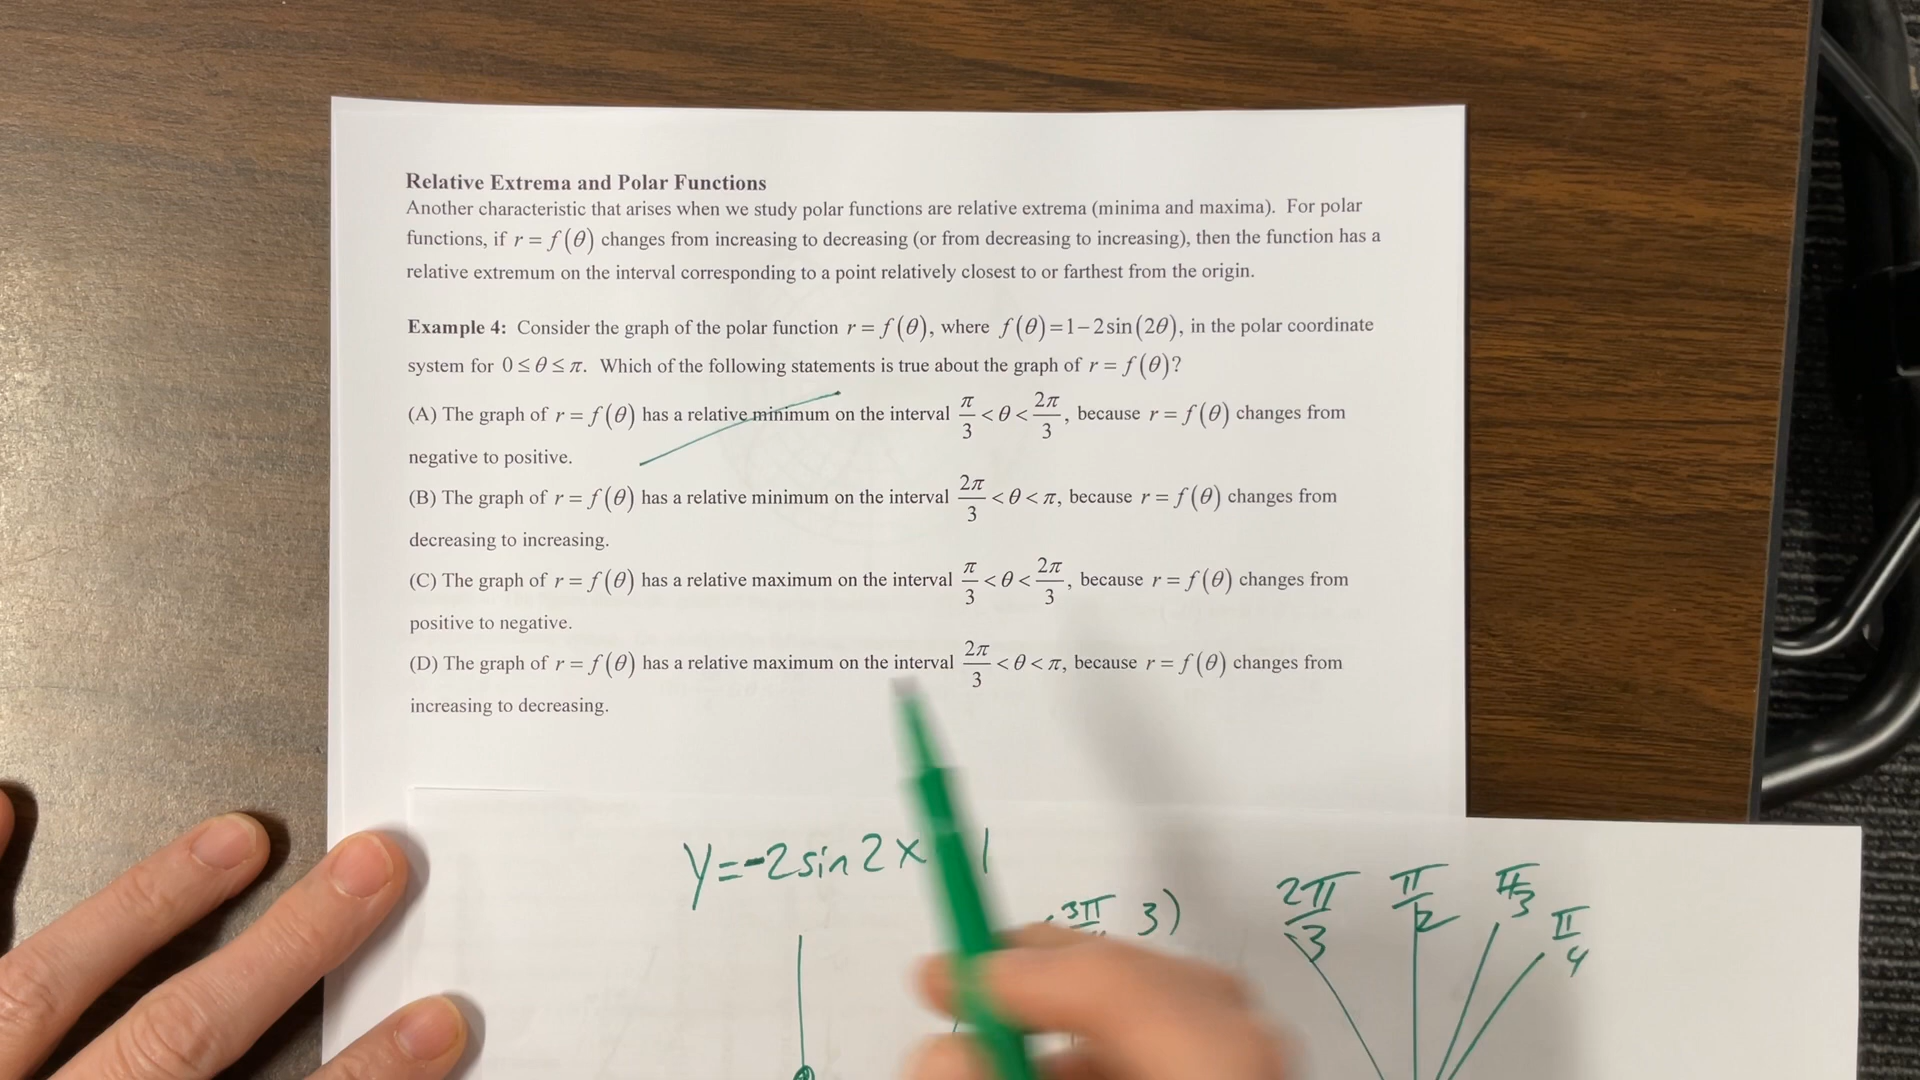 Relative Extrema and Polar Functions
Another characteristic that arises when we study polar functions are relative extrema (minima and maxima). For polar
functions, if r = f(θ) changes from increasing to decreasing (or from decreasing to increasing), then the function has a
relative extremum on the interval corresponding to a point relatively closest to or farthest from the origin.
Example 4: Consider the graph of the polar function r = f(θ), where f(θ)=1−2sin(2θ), in the polar coordinate
system for 0≤θ≤π. Which of the following statements is true about the graph of r = f(θ)?
(A) The graph of r = f(θ) has a relative minimum on the interval π/3 <θ< 2π/3, because r = f(θ) changes from
negative to positive.
(B) The graph of r = f(θ) has a relative minimum on the interval 2π/3 <θ<π, because r = f(θ) changes from
decreasing to increasing.
(C) The graph of r = f(θ) has a relative maximum on the interval π/3 <θ< 2π/3, because r = f(θ) changes from
positive to negative.
(D) The graph of r = f(θ) has a relative maximum on the interval 2π/3 <θ<π, because r = f(θ) changes from
increasing to decreasing.
y=-2sin2x 1
3π 3)
2π/3 π/2 π/3 π/4